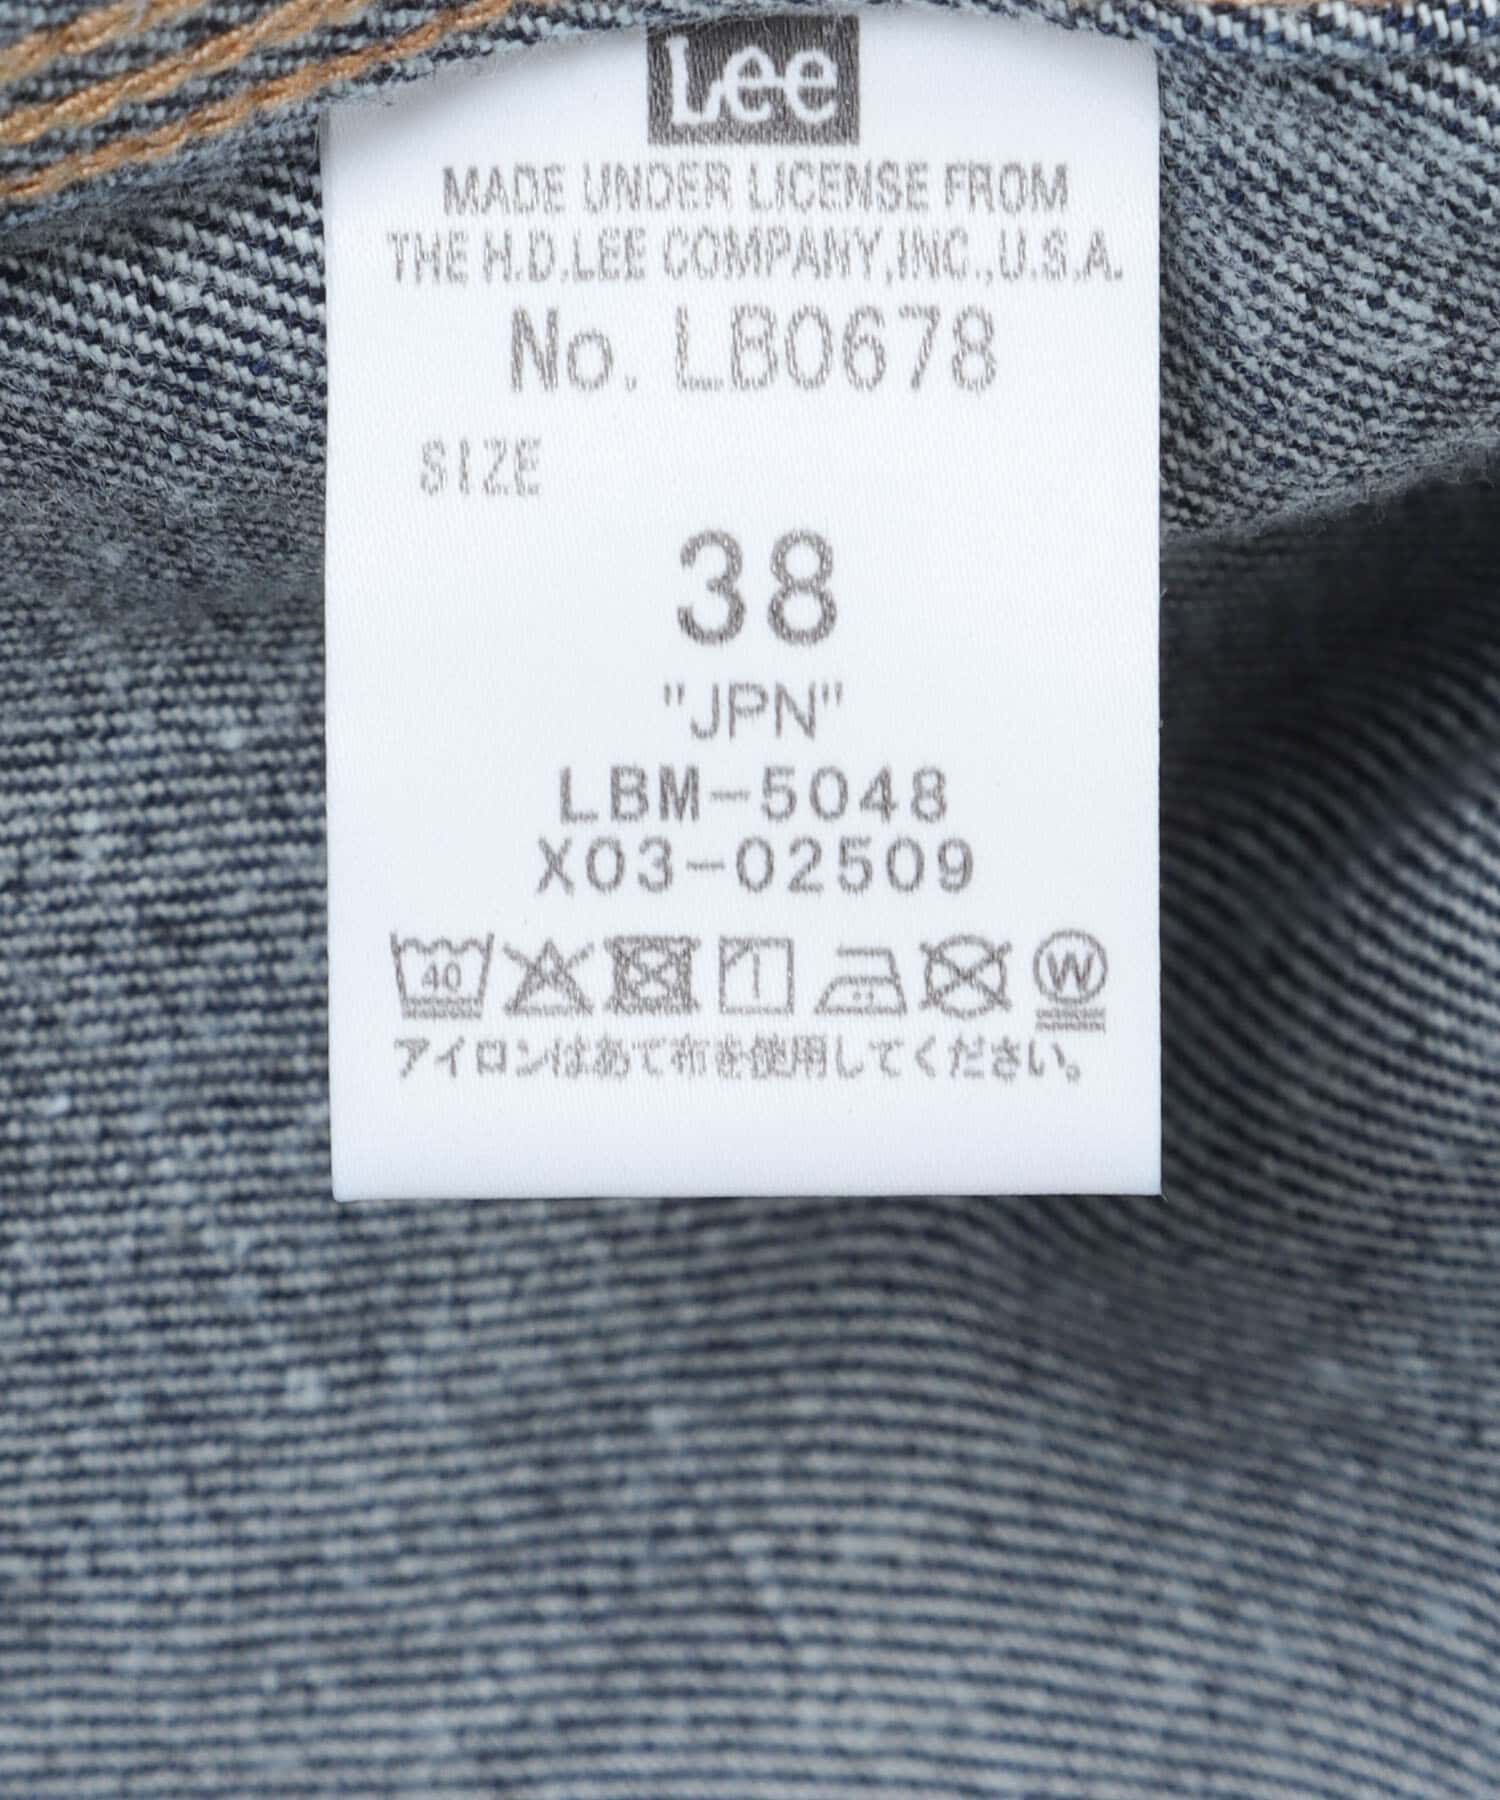 Lee
MADE UNDER LICENSE FROM
THE H.D.LEE COMPANY,INC.,U.S.A.
No. LB0678
SIZE
38
"JPN"
LBM-5048
X03-02509
40 W
アイロンはあて布を使用してください。